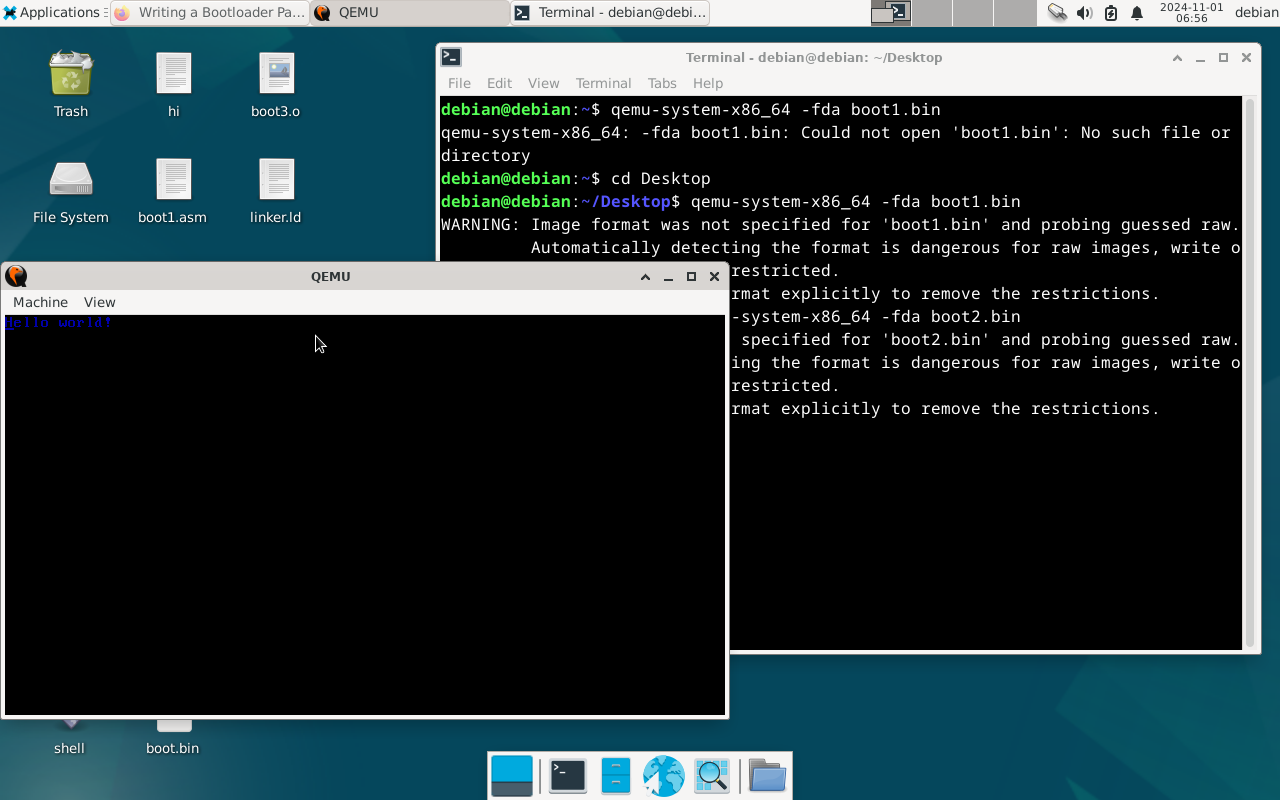 Applications
Writing a Bootloader Pa...
QEMU
Terminal - debian@debi...
2024-11-01
06:56
debian
Trash
hi
boot3.o
File System
boot1.asm
linker.ld
Terminal - debian@debian: ~/Desktop
File Edit View Terminal Tabs Help
debian@debian:~$ qemu-system-x86_64 -fda boot1.bin
qemu-system-x86_64: -fda boot1.bin: Could not open 'boot1.bin': No such file or
directory
debian@debian:~$ cd Desktop
debian@debian:~/Desktop$ qemu-system-x86_64 -fda boot1.bin
WARNING: Image format was not specified for 'boot1.bin' and probing guessed raw.
Automatically detecting the format is dangerous for raw images, write o
restricted.
rmat explicitly to remove the restrictions.
-system-x86_64 -fda boot2.bin
specified for 'boot2.bin' and probing guessed raw.
ing the format is dangerous for raw images, write o
restricted.
rmat explicitly to remove the restrictions.
QEMU
Machine View
Hello world!
shell
boot.bin